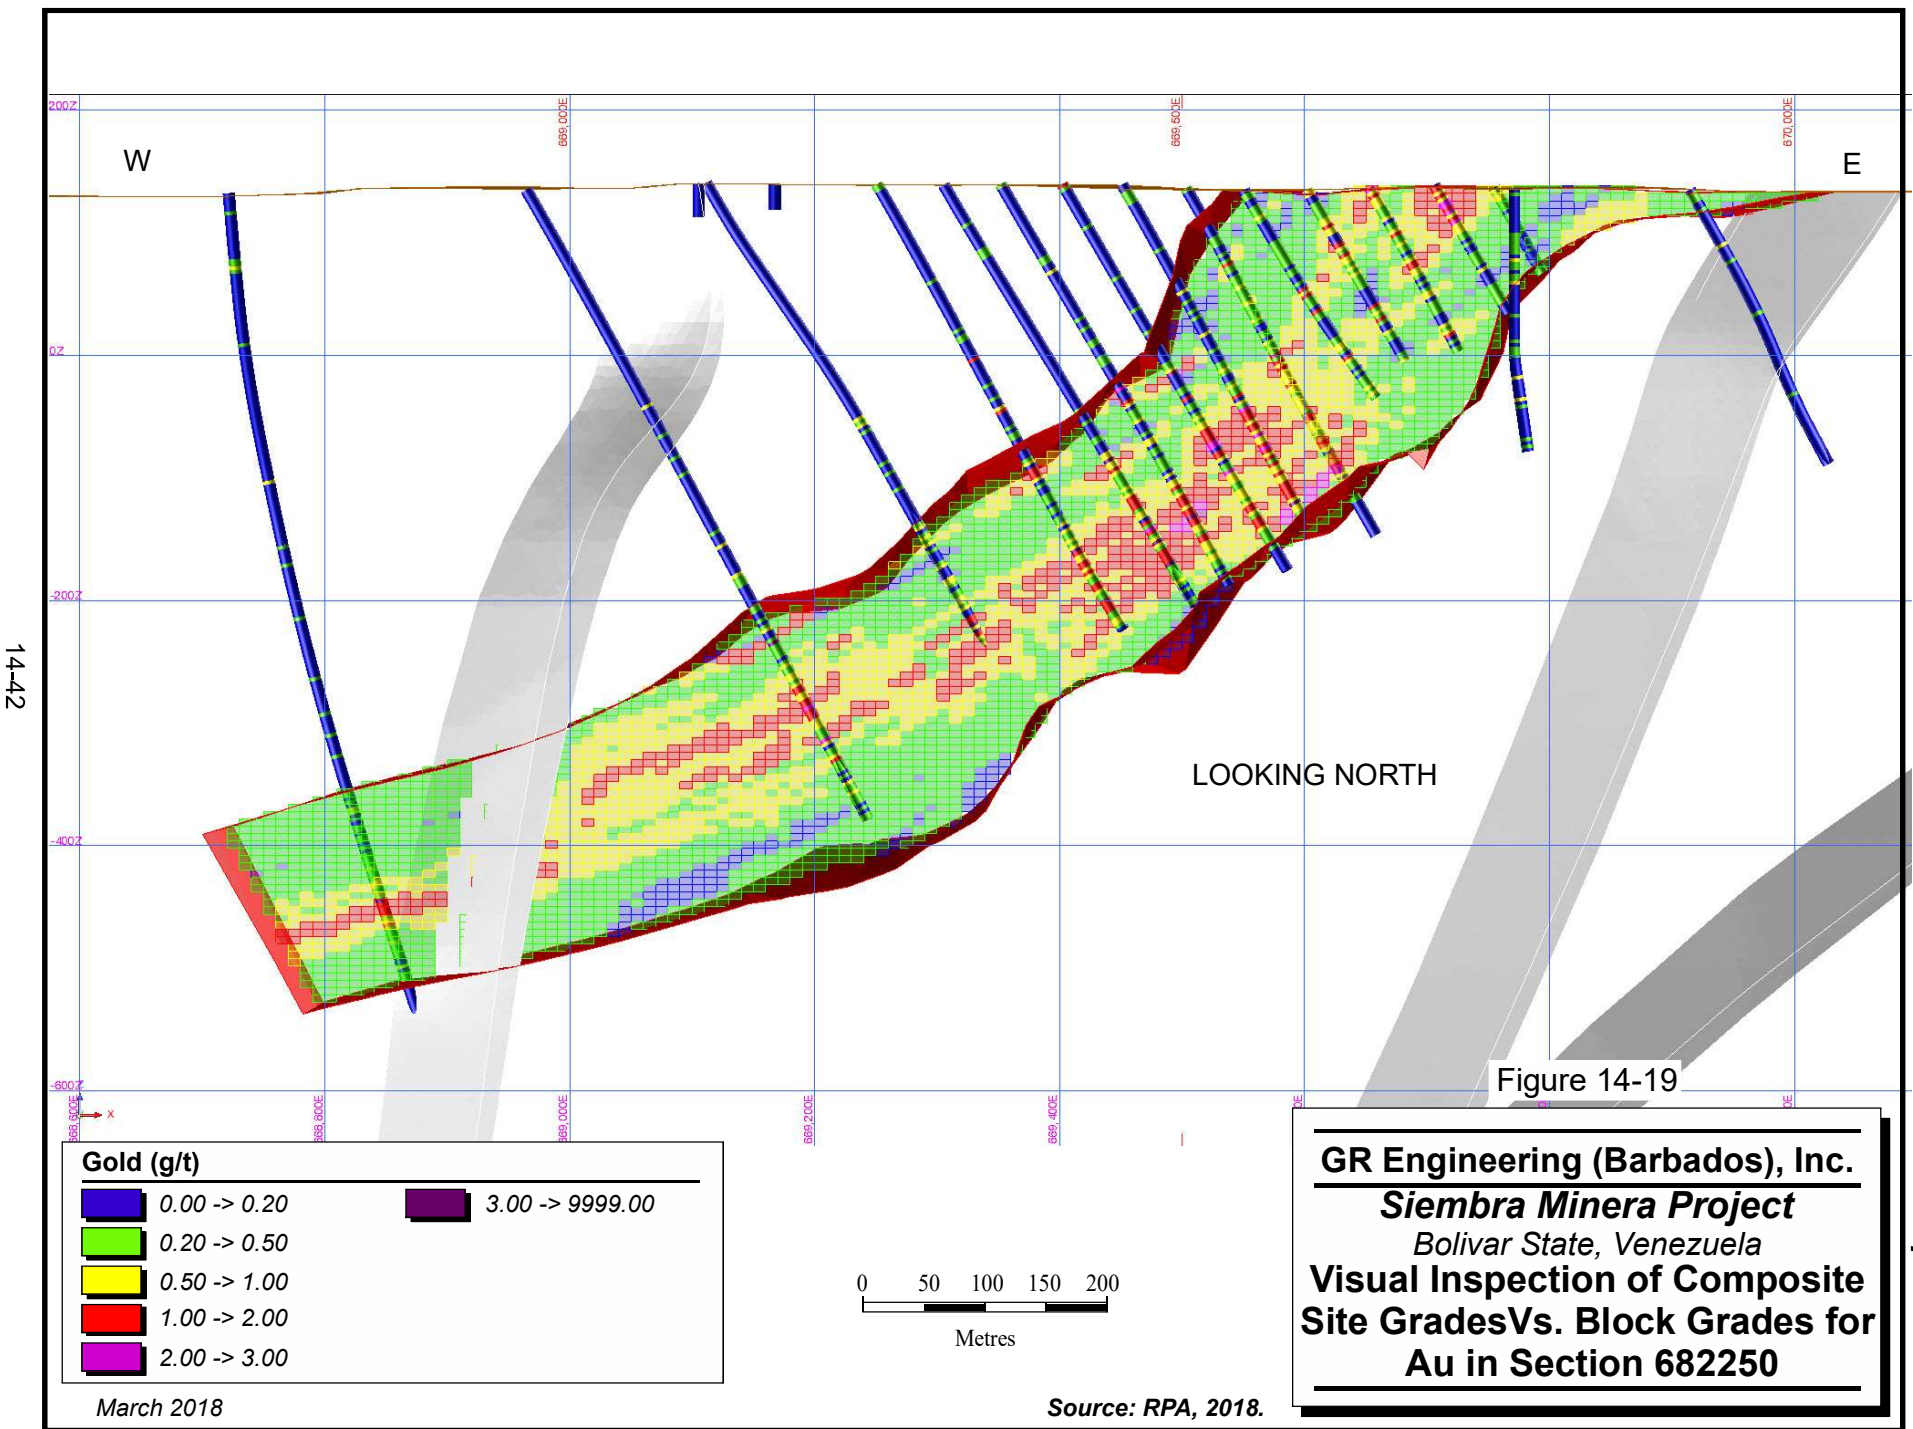 200Z
669,000E
669,500E
670,000E
W
E
0Z
-200Z
14-42
LOOKING NORTH
-400Z
-600Z
Figure 14-19
X
668,600E
668,800E
669,000E
669,200E
669,400E
Gold (g/t)
0.00 -> 0.20
3.00 -> 9999.00
0.20 -> 0.50
0.50 -> 1.00
1.00 -> 2.00
2.00 -> 3.00
0 50 100 150 200
Metres
GR Engineering (Barbados), Inc.
Siembra Minera Project
Bolivar State, Venezuela
Visual Inspection of Composite
Site GradesVs. Block Grades for
Au in Section 682250
March 2018
Source: RPA, 2018.